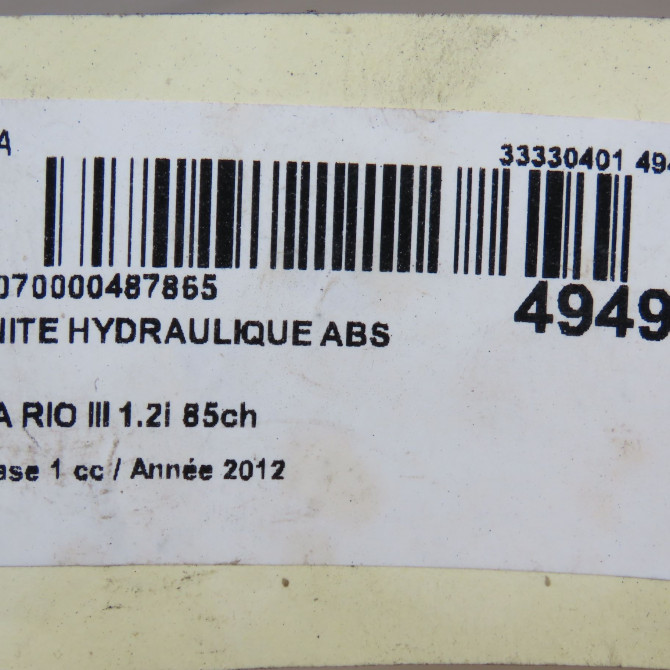 A
33330401 494
070000487865
4949
NITE HYDRAULIQUE ABS
A RIO III 1.2i 85ch
ase 1 cc / Année 2012